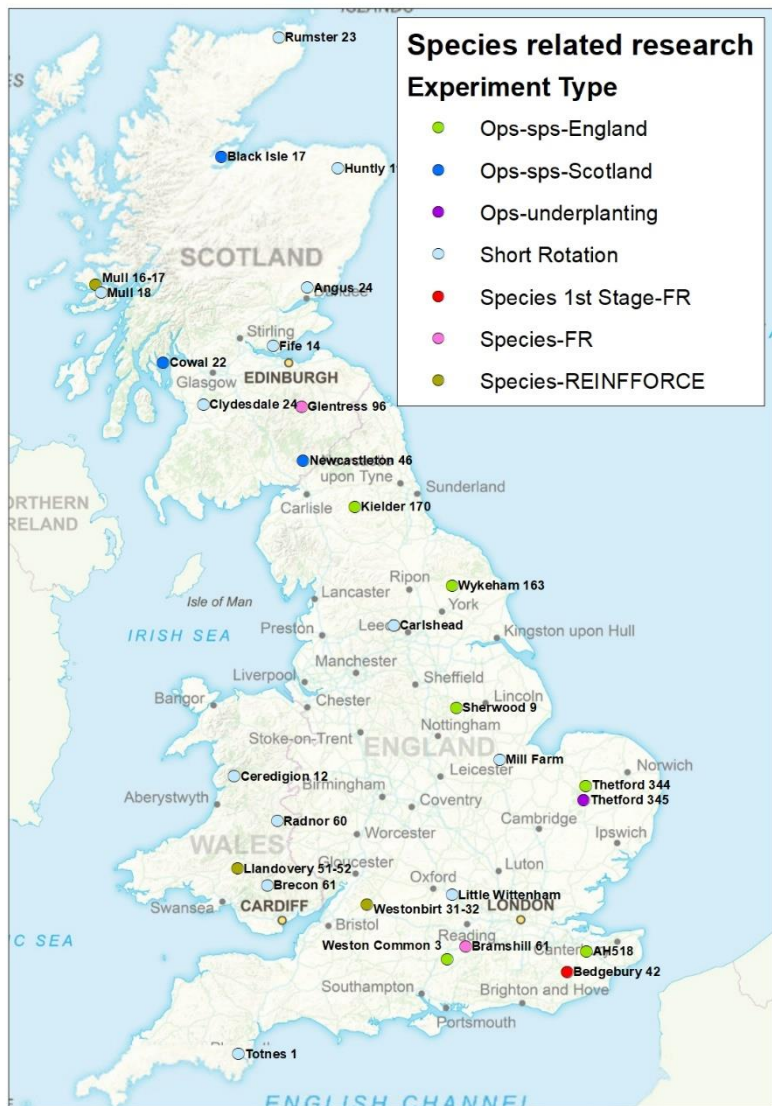 ISLANDS
Species related research
Experiment Type
Ops-sps-England
Ops-sps-Scotland
Ops-underplanting
Short Rotation
Species 1st Stage-FR
Species-FR
Species-REINFFORCE
Rumster 23
Black Isle 17
Huntly 1
SCOTLAND
Mull 16-17
Mull 18
Angus 24
Dundee
Stirling
Fife 14
Cowal 22
Glasgow
EDINBURGH
Clydesdale 24
Glentress 96
Newcastleton 46
upon Tyne
Sunderland
Carlisle
Kielder 170
Ripon
Wykeham 163
Lancaster
Isle of Man
York
IRISH SEA
Preston
Leed
Carlshead
Kingston upon Hull
Manchester
Liverpool
Sheffield
Bangor
Chester
Lincoln
Sherwood 9
Stoke-on-Trent
Nottingham
ENGLAND
Mill Farm
Norwich
Ceredigion 12
Leicester
Thetford 344
Birmingham
Thetford 345
Aberystwyth
Coventry
Cambridge
Radnor 60
Worcester
Ipswich
WALES
Llandovery 51-52
Gloucester
Luton
Brecon 61
Oxford
Little Wittenham
Swansea
CARDIFF
Westonbirt 31-32
LONDON
Bristol
Reading
Weston Common 3
Bramshill 61
Canter
AH518
Bedgebury 42
Southampton
Brighton and Hove
Portsmouth
Totnes 1
ENGLISH CHANNEL